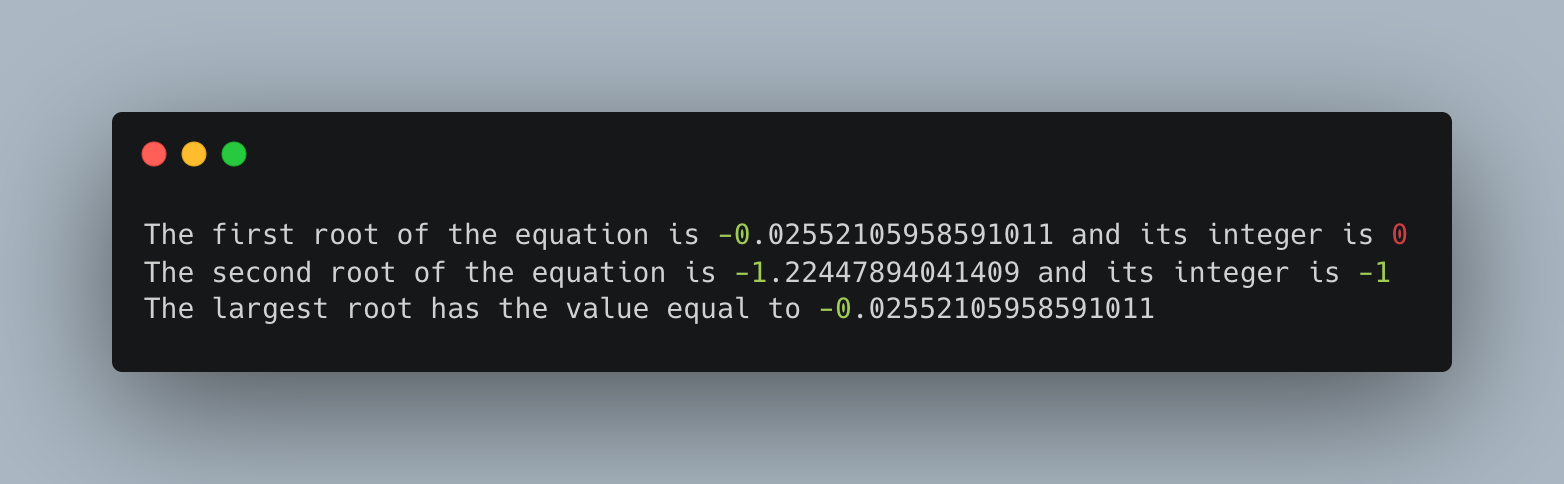 The first root of the equation is -0.02552105958591011 and its integer is 0
The second root of the equation is -1.22447894041409 and its integer is -1
The largest root has the value equal to -0.02552105958591011